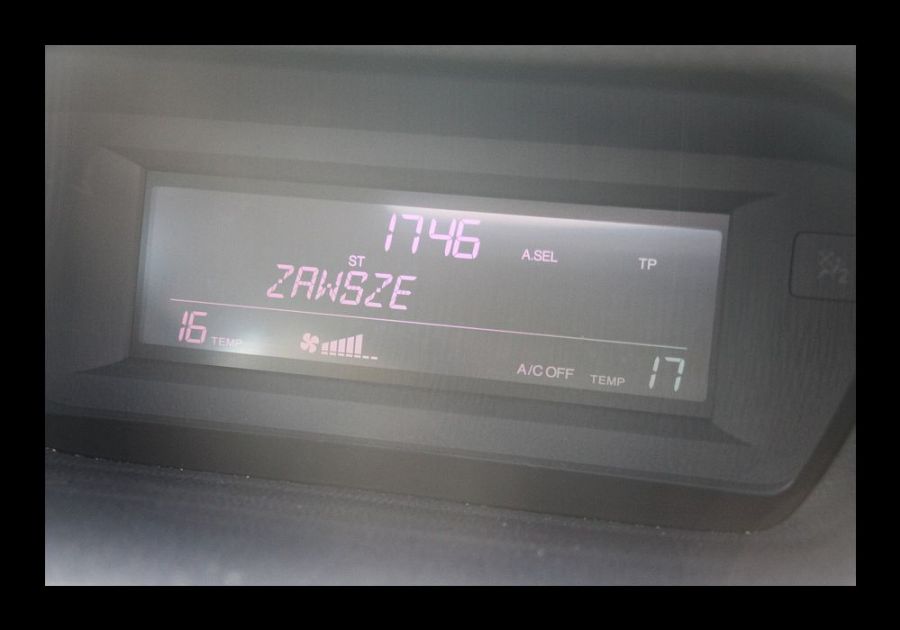 1746 A.SEL TP
ST
ZAWSZE
16 TEMP A/C OFF TEMP 17